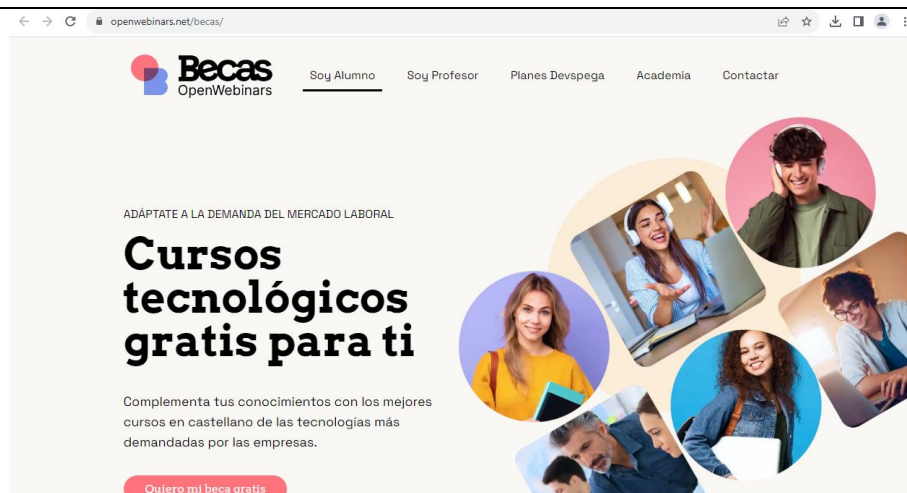 openwebinars.net/becas/
Becas
OpenWebinars
Soy Alumno
Soy Profesor
Planes Devspega
Academia
Contactar
ADÁPTATE A LA DEMANDA DEL MERCADO LABORAL
Cursos
tecnológicos
gratis para ti
Complementa tus conocimientos con los mejores
cursos en castellano de las tecnologías más
demandadas por las empresas.
Quiero mi beca gratis